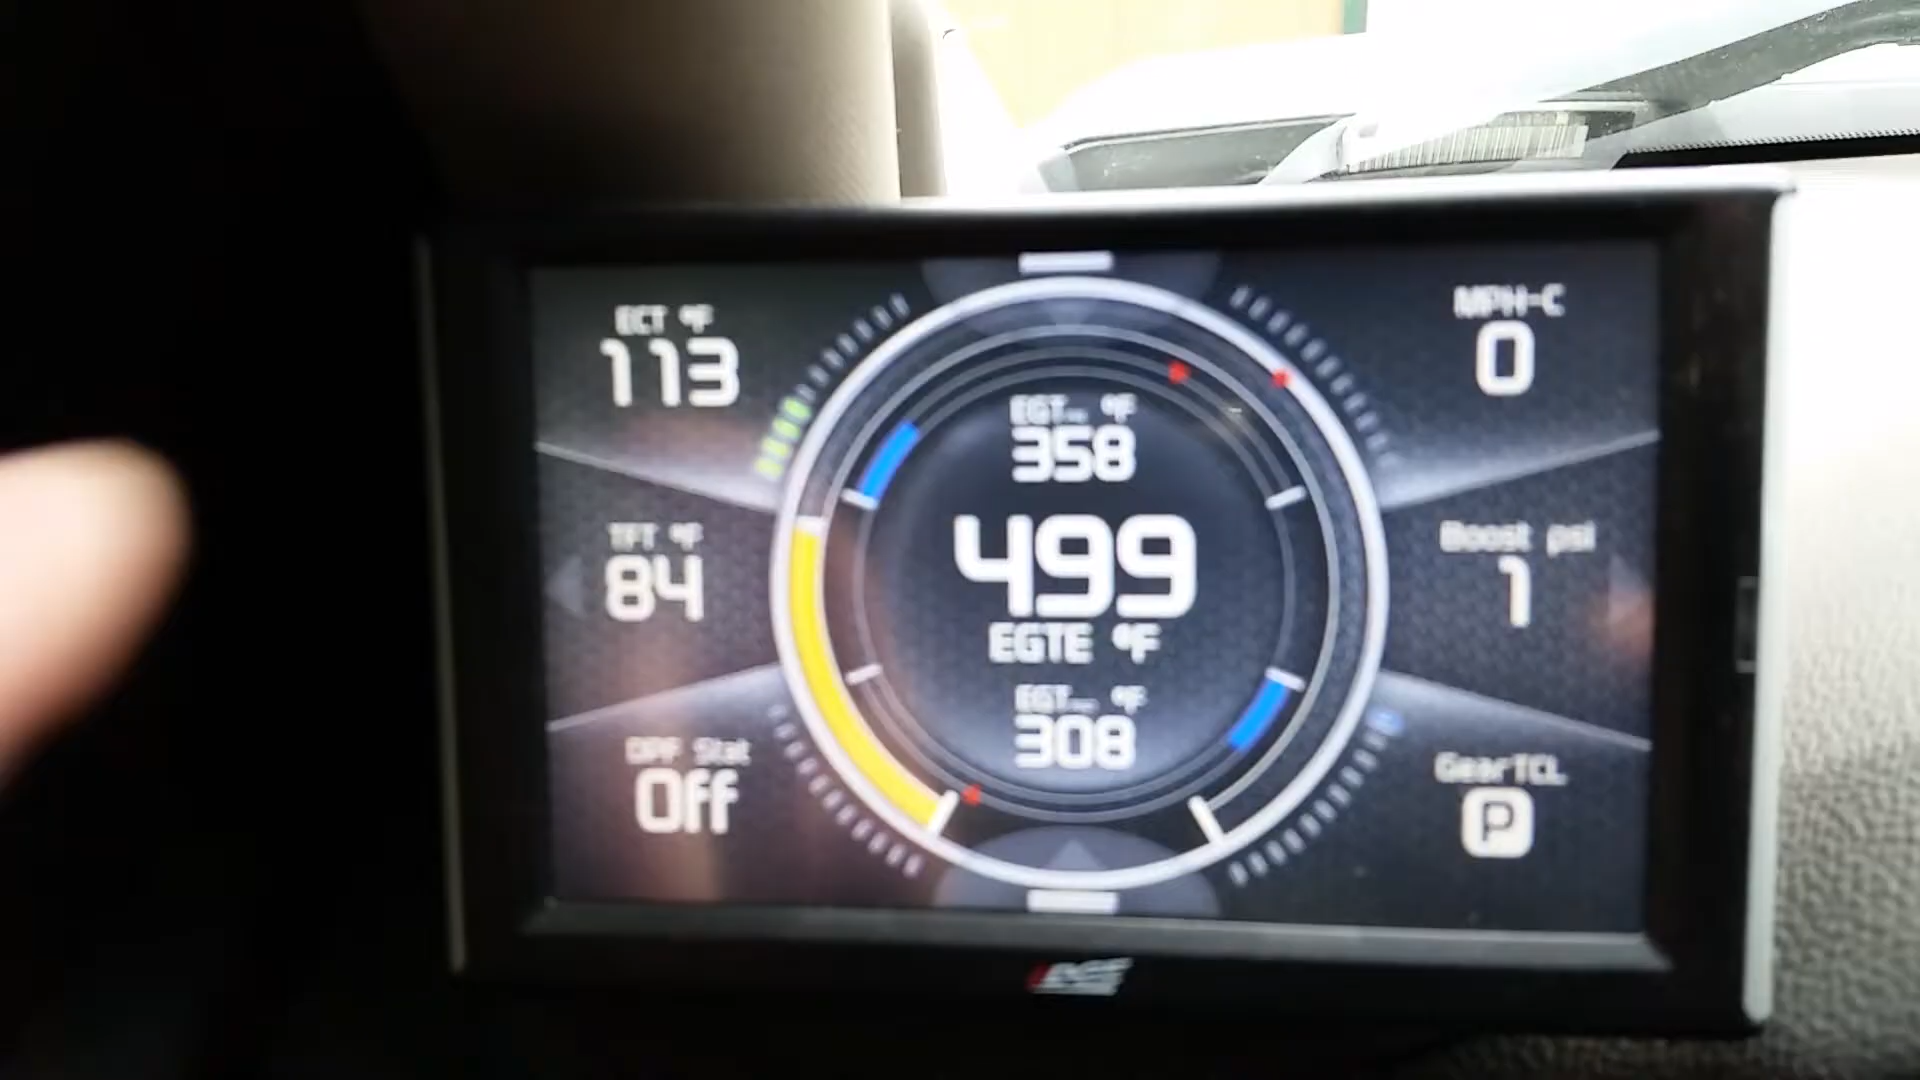 ECT °F
113
TFT °F
84
DPF Stat
Off
EGT... °F
358
499
EGTE °F
EGT... °F
308
MPH-C
0
Boost psi
1
GearTCL
P